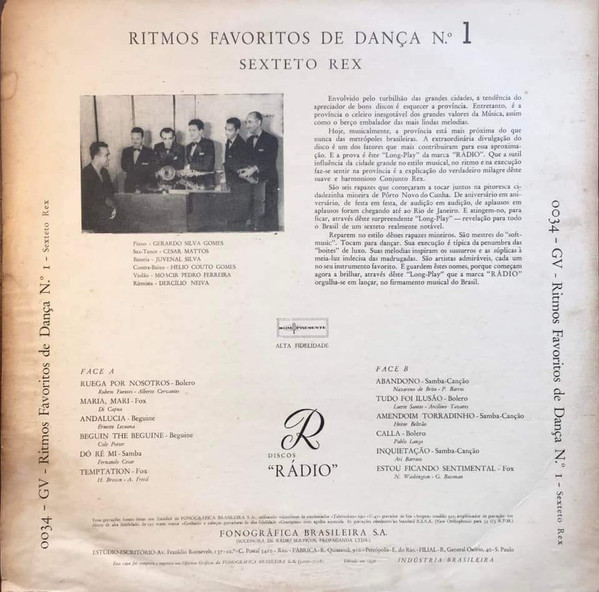 RITMOS FAVORITOS DE DANÇA N.º 1
SEXTETO REX
Envolvido pelo turbilhão das grandes cidades, a tendência do
apreciador de bons discos é esquecer a província. Entretanto, é a
província o celeiro inesgotável dos grandes valores da Música, assim
como o berço embalador das mais lindas melodias.
Hoje, musicalmente, a província está mais próxima do que
nunca das metrópoles brasileiras. A extraordinária divulgação do
disco é um dos fatores que mais contribuiram para essa aproxima-
ção. E a prova é êste "Long-Play" da marca "RÁDIO". Que a sutil
influência da cidade grande no estilo musical, no ritmo e na execução
faz-se sentir na província é a explicação do verdadeiro milagre dêste
suave e harmonioso Conjunto Rex.
São seis rapazes que começaram a tocar juntos na pitoresca ci-
dadezinha mineira de Pôrto Novo do Cunha. De aniversário em ani-
versário, de festa em festa, de audição em audição, de aplausos em
aplausos foram chegando até ao Rio de Janeiro. E atingem-no, para
ficar, através dêste surpreendente "Long-Play" — revelação para todo
o Brasil de um sexteto realmente notável.
Reparem no estilo dêsses rapazes mineiros. São mestres do "soft-
music". Tocam para dançar. Sua execução é típica da penumbra das
"boites" de luxo. Suas melodias inspiram os sussurros e as súplicas à
meia-luz indecisa das madrugadas. São artistas admiráveis, cada um
no seu instrumento favorito. E guardem êstes nomes, porque começam
agora a brilhar, através dêste "Long-Play" que a marca "RÁDIO"
orgulha-se em lançar, no firmamento musical do Brasil.
Piano - GERARDO SILVA GOMES
Sax-Tenor - CESAR MATTOS
Bateria - JUVENAL SILVA
Contra-Baixo - HELIO COUTO GOMES
Violão - MOACIR PEDRO FERREIRA
Ritmista - DERCÍLIO NEIVA
ALTA FIDELIDADE
FACE A
RUEGA POR NOSOTROS - Bolero
Rubem Fuentes - Alberto Cervantes
MARIA, MARI - Fox
Di Capua
ANDALUCIA - Beguine
Ernesto Lecuona
BEGUIN THE BEGUINE - Beguine
Cole Porter
DÓ RÉ MI - Samba
Fernando Cesar
TEMPTATION - Fox
H. Brown - A. Freed
R
DISCOS
"RÁDIO"
FACE B
ABANDONO - Samba-Canção
Nazareno de Brito - P. Barros
TUDO FOI ILUSÃO - Bolero
Laerte Santos - Arcilino Tavares
AMENDOIM TORRADINHO - Samba-Canção
Heitor Beltrão
CALLA - Bolero
Pablo Lango
INQUIETAÇÃO - Samba-Canção
Ari Barroso
ESTOU FICANDO SENTIMENTAL - Fox
N. Washington - G. Bassman
FONOGRÁFICA BRASILEIRA S.A.
INDÚSTRIA BRASILEIRA
0034 - GV - Ritmos Favoritos de Dança N.º 1 - Sexteto Rex
0034 - GV - Ritmos Favoritos de Dança N.º 1 - Sexteto Rex